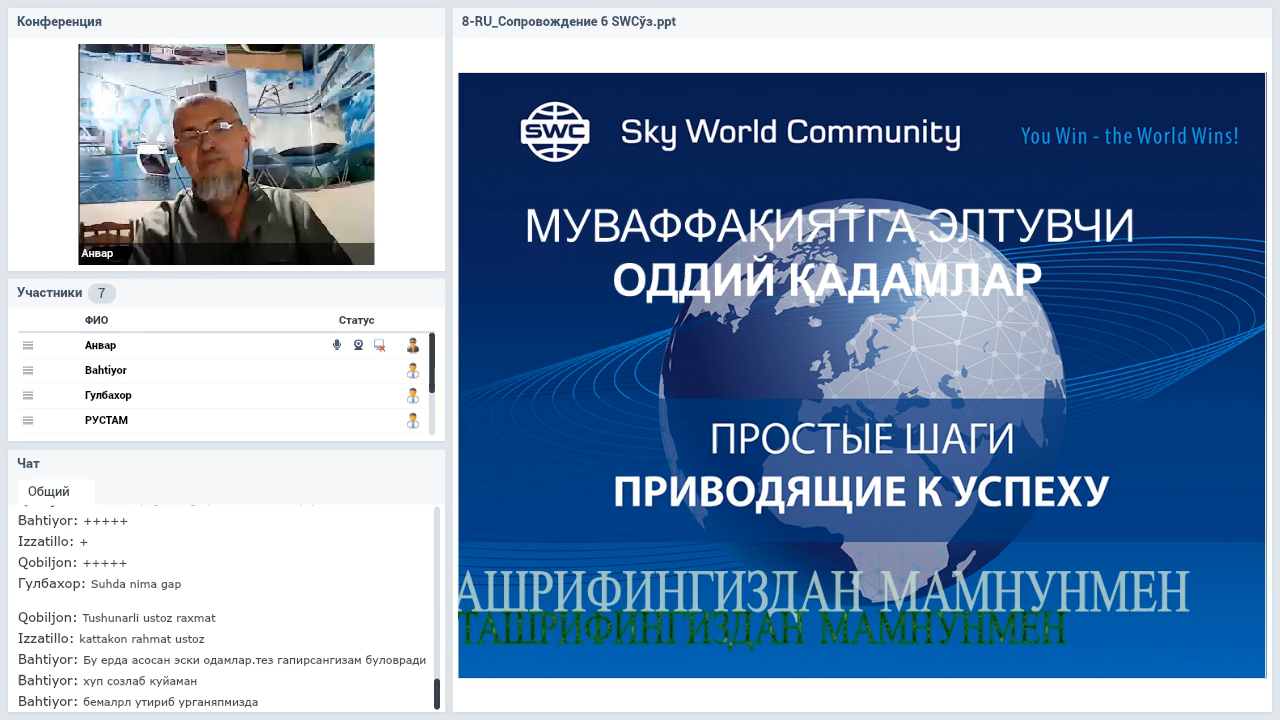 Конференция
Анвар
Участники 7
ФИО Статус
Анвар
Bahtiyor
Гулбахор
РУСТАМ
Чат
Общий
Bahtiyor: +++++
Izzatillo: +
Qobiljon: +++++
Гулбахор: Suhda nima gap
Qobiljon: Tushunarli ustoz raxmat
Izzatillo: kattakon rahmat ustoz
Bahtiyor: Бу ерда асосан эски одамлар.тез гапирсангизам буловради
Bahtiyor: хуп созлаб куйаман
Bahtiyor: бемалрл утириб урганяпмизда
8-RU_Сопровождение 6 SWCўз.ppt
SWC Sky World Community
You Win - the World Wins!
МУВАФФАҚИЯТГА ЭЛТУВЧИ
ОДДИЙ ҚАДАМЛАР
ПРОСТЫЕ ШАГИ
ПРИВОДЯЩИЕ К УСПЕХУ
АШРИФИНГИЗДАН МАМНУНМЕН
ТАШРИФИНГИЗДАН МАМНУНМЕН